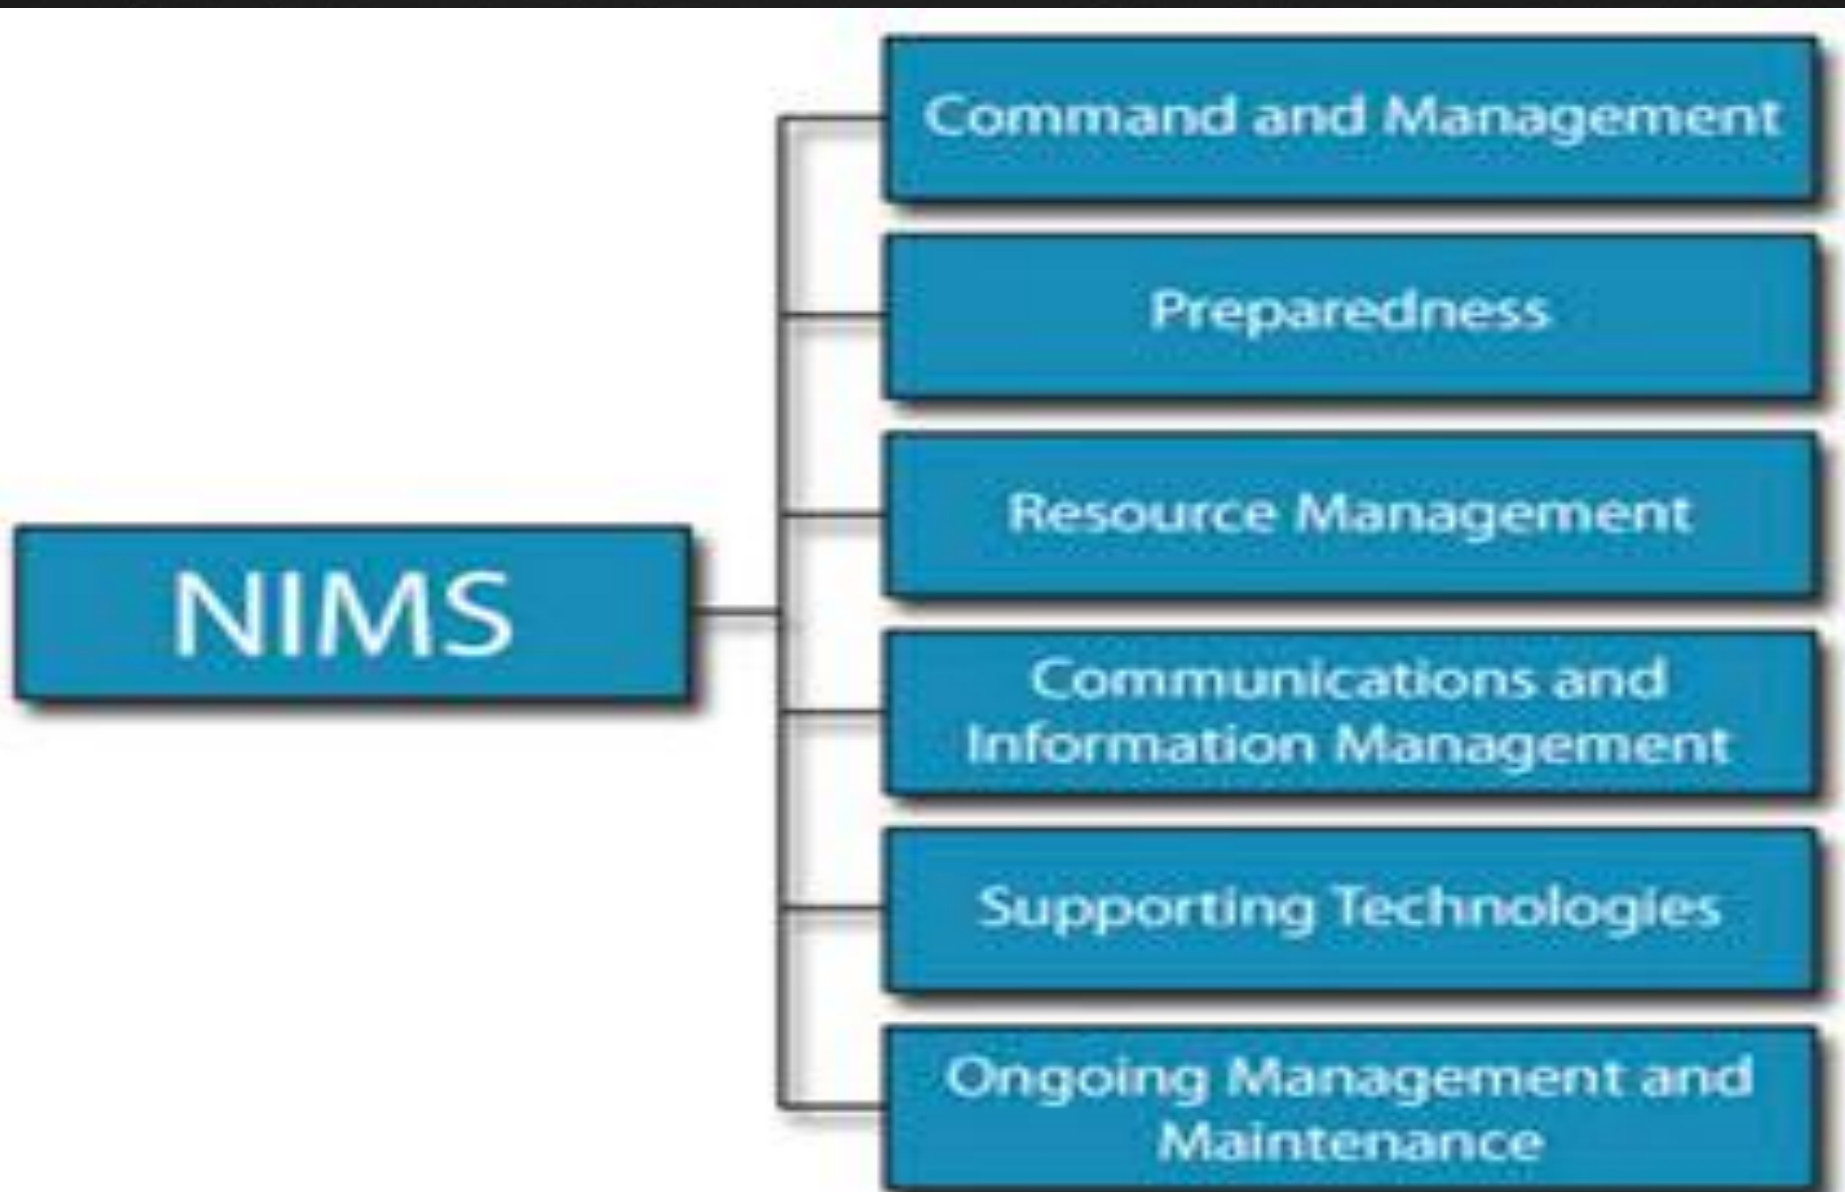 NIMS
Command and Management
Preparedness
Resource Management
Communications and
Information Management
Supporting Technologies
Ongoing Management and
Maintenance